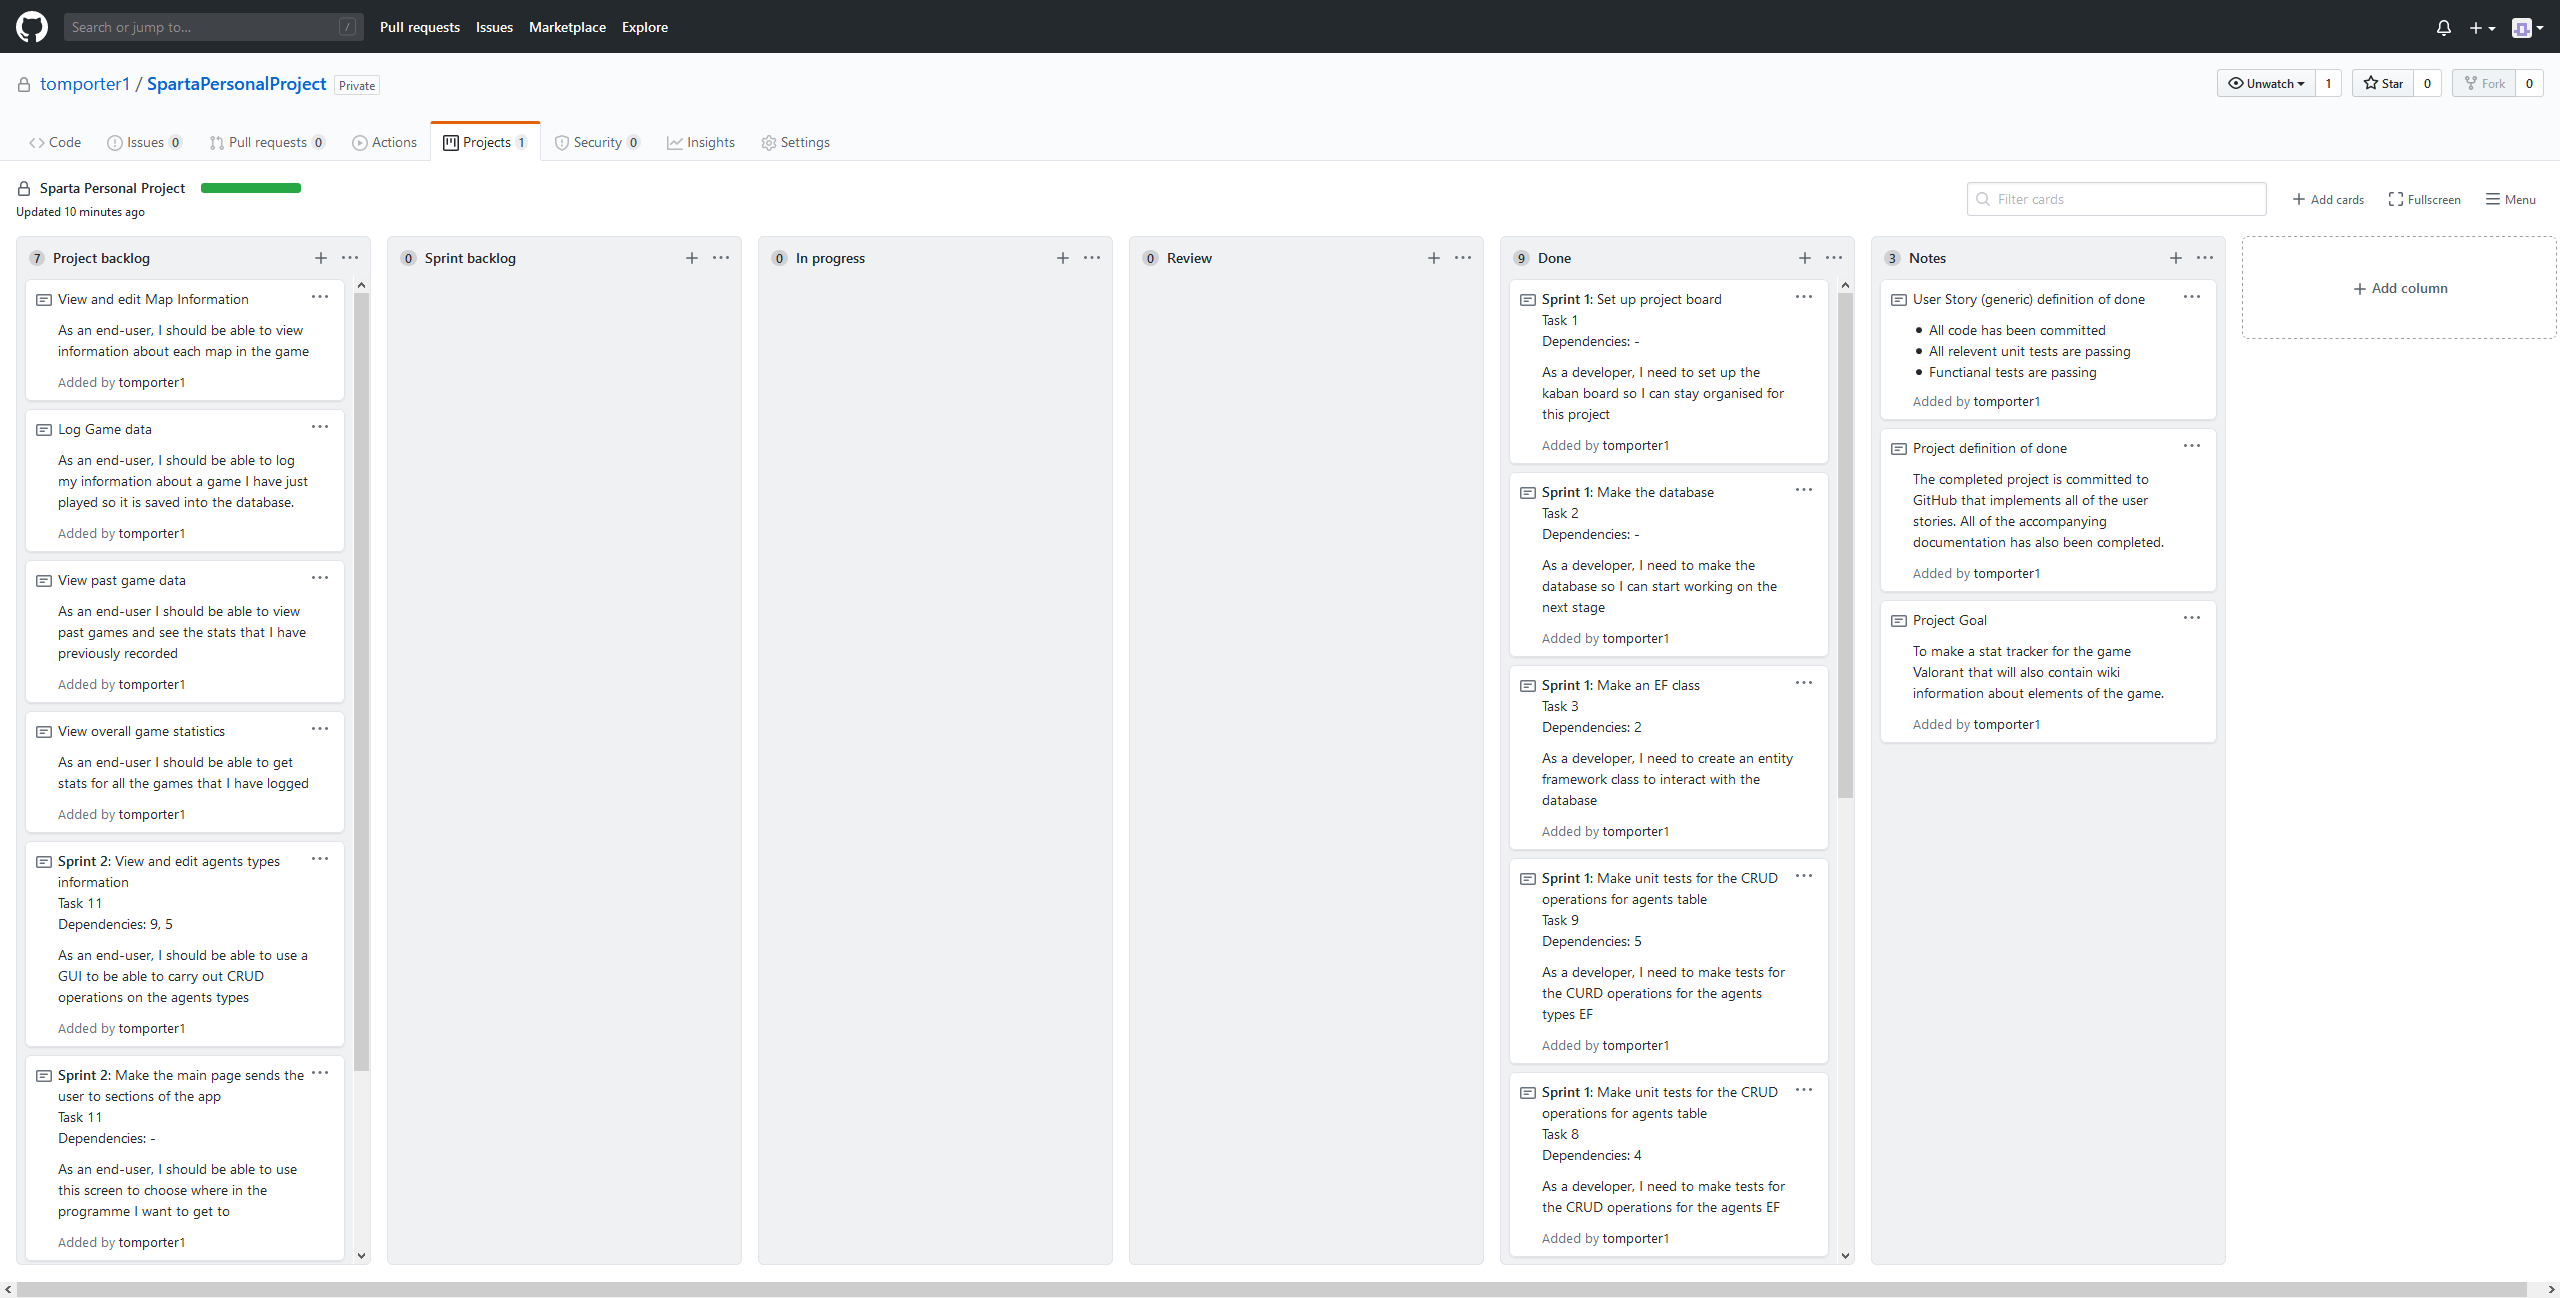 Search or jump to... /
Pull requests Issues Marketplace Explore
tomporter1 / SpartaPersonalProject Private
Unwatch 1 Star 0 Fork 0
Code Issues 0 Pull requests 0 Actions Projects 1 Security 0 Insights Settings
Sparta Personal Project
Updated 10 minutes ago
Filter cards
Add cards Fullscreen Menu
7 Project backlog
View and edit Map Information
As an end-user, I should be able to view
information about each map in the game
Added by tomporter1
Log Game data
As an end-user, I should be able to log
my information about a game I have just
played so it is saved into the database.
Added by tomporter1
View past game data
As an end-user I should be able to view
past games and see the stats that I have
previously recorded
Added by tomporter1
View overall game statistics
As an end-user I should be able to get
stats for all the games that I have logged
Added by tomporter1
Sprint 2: View and edit agents types
information
Task 11
Dependencies: 9, 5
As an end-user, I should be able to use a
GUI to be able to carry out CRUD
operations on the agents types
Added by tomporter1
Sprint 2: Make the main page sends the
user to sections of the app
Task 11
Dependencies: -
As an end-user, I should be able to use
this screen to choose where in the
programme I want to get to
Added by tomporter1
0 Sprint backlog
0 In progress
0 Review
9 Done
Sprint 1: Set up project board
Task 1
Dependencies: -
As a developer, I need to set up the
kaban board so I can stay organised for
this project
Added by tomporter1
Sprint 1: Make the database
Task 2
Dependencies: -
As a developer, I need to make the
database so I can start working on the
next stage
Added by tomporter1
Sprint 1: Make an EF class
Task 3
Dependencies: 2
As a developer, I need to create an entity
framework class to interact with the
database
Added by tomporter1
Sprint 1: Make unit tests for the CRUD
operations for agents table
Task 9
Dependencies: 5
As a developer, I need to make tests for
the CURD operations for the agents
types EF
Added by tomporter1
Sprint 1: Make unit tests for the CRUD
operations for agents table
Task 8
Dependencies: 4
As a developer, I need to make tests for
the CRUD operations for the agents EF
Added by tomporter1
3 Notes
User Story (generic) definition of done
• All code has been committed
• All relevent unit tests are passing
• Functianal tests are passing
Added by tomporter1
Project definition of done
The completed project is committed to
GitHub that implements all of the user
stories. All of the accompanying
documentation has also been completed.
Added by tomporter1
Project Goal
To make a stat tracker for the game
Valorant that will also contain wiki
information about elements of the game.
Added by tomporter1
Add column